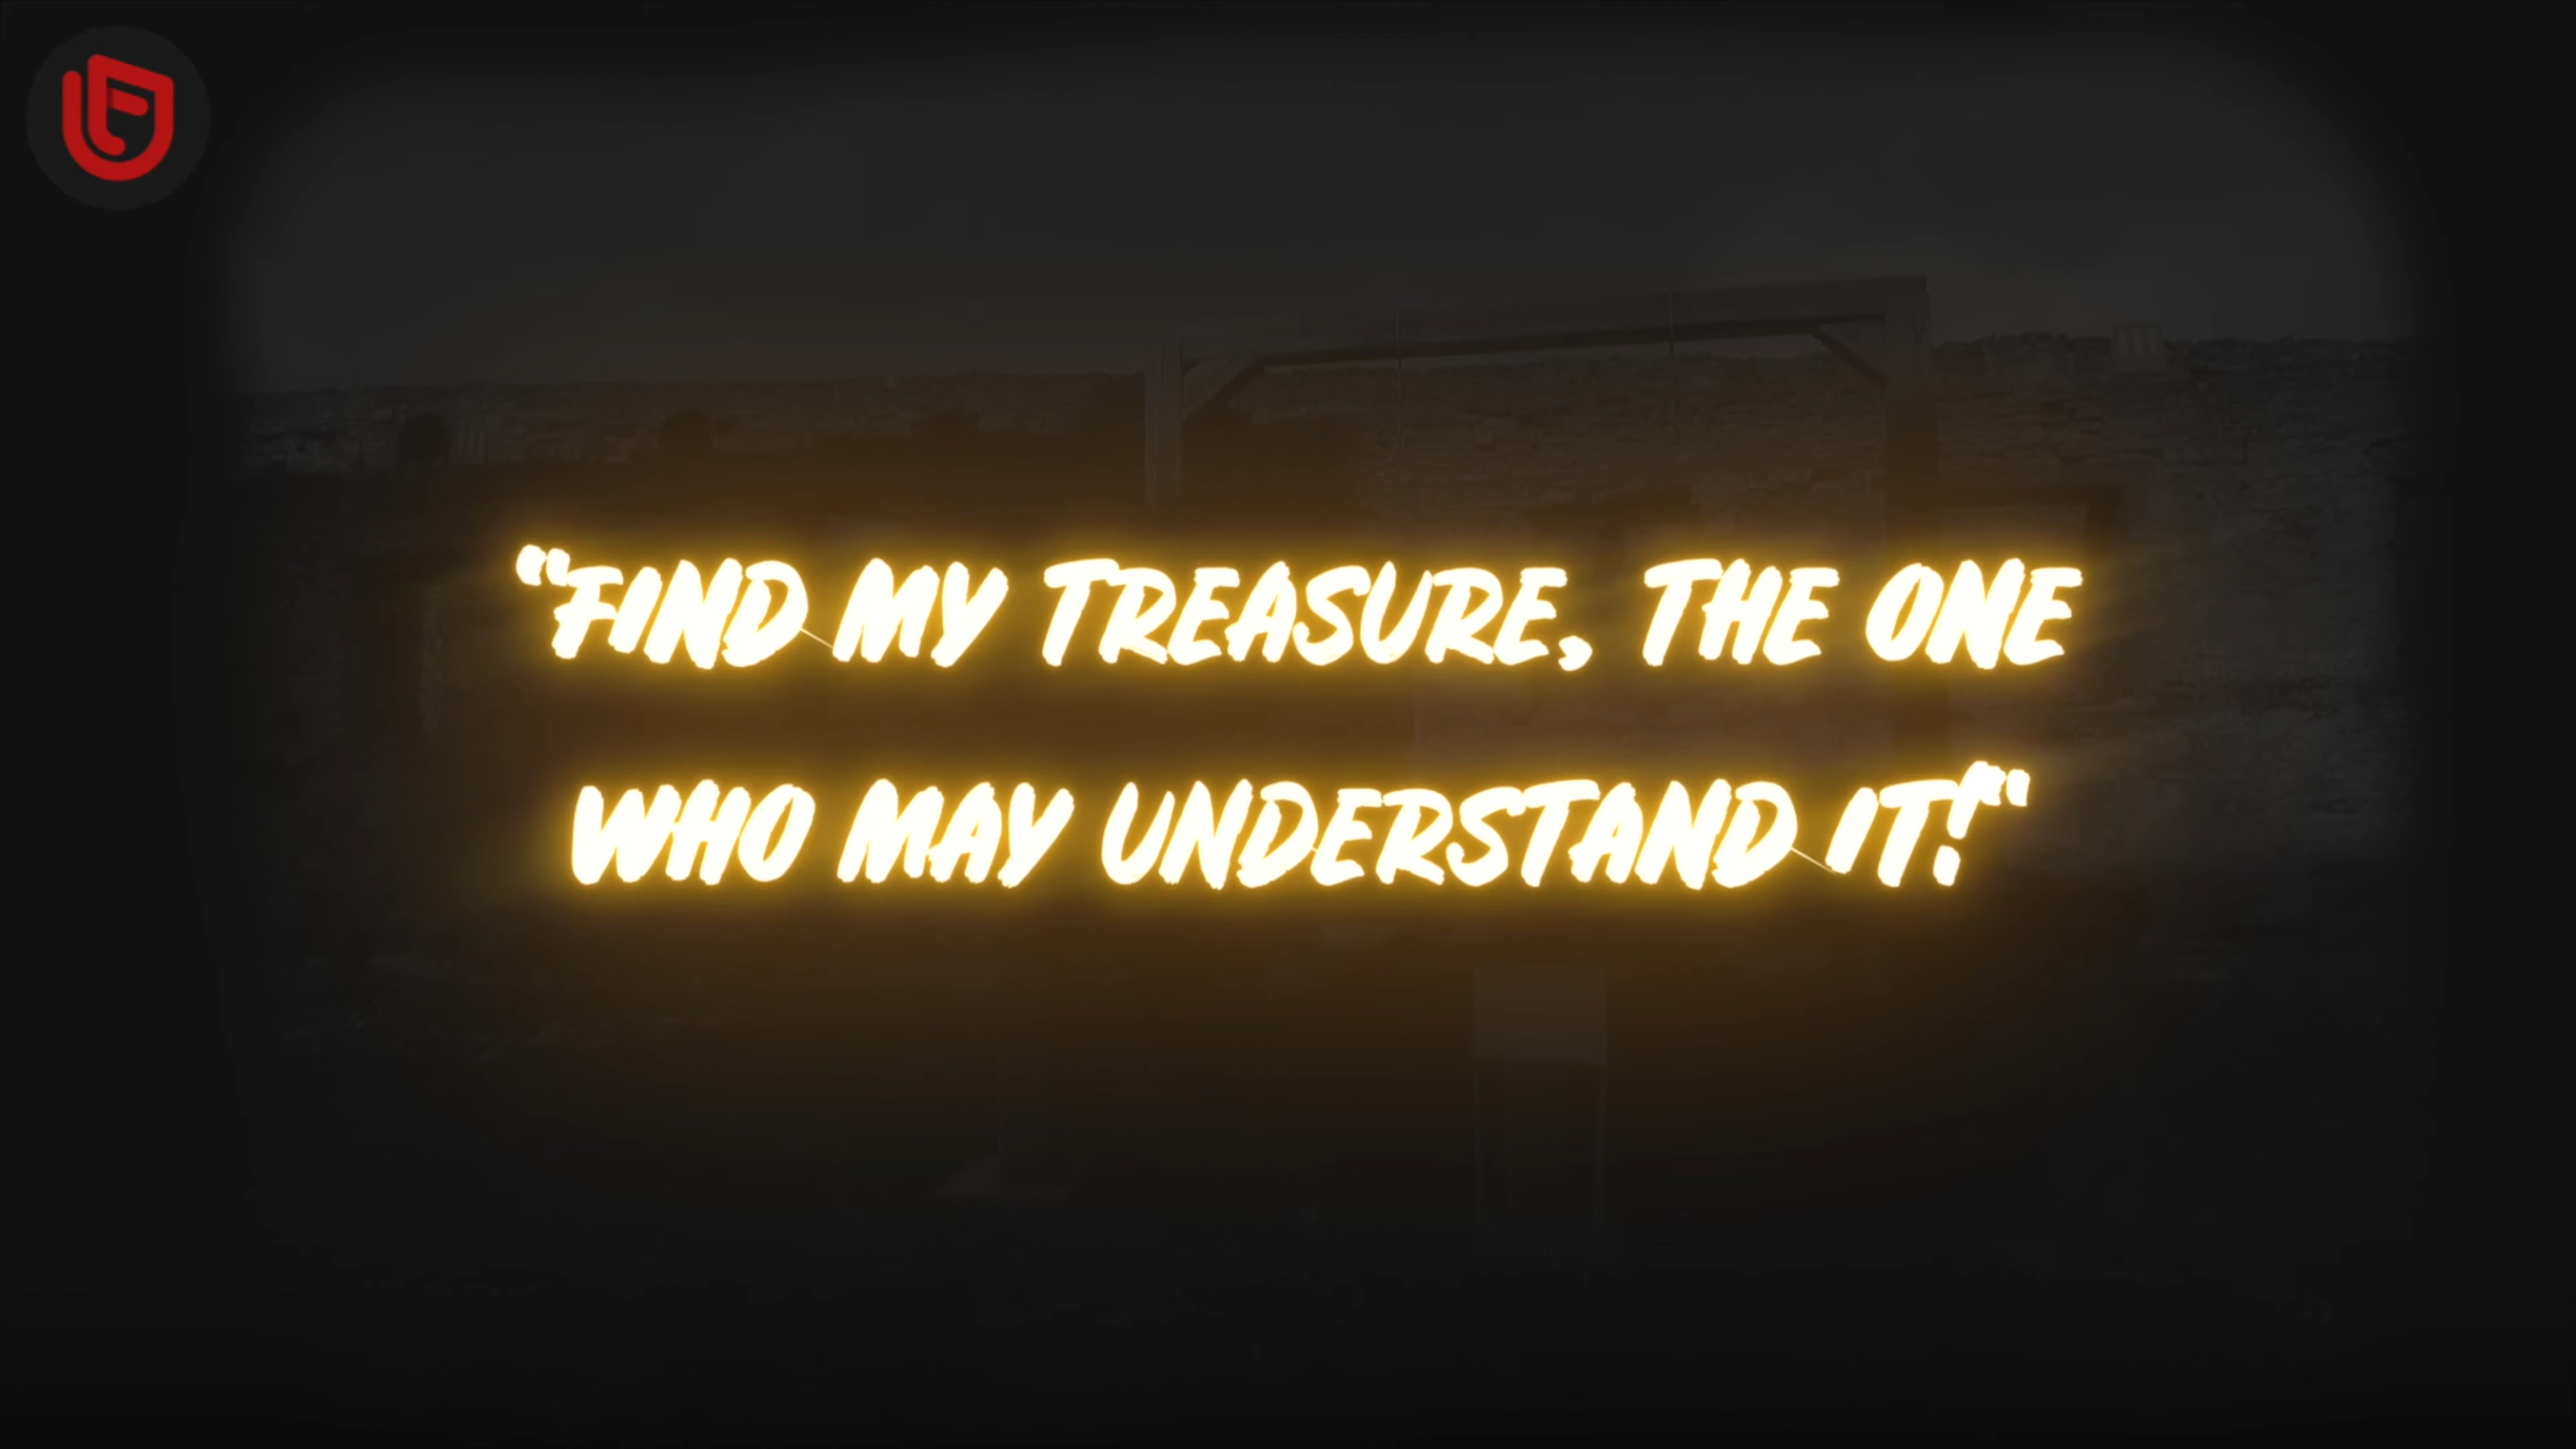 “FIND MY TREASURE, THE ONE
WHO MAY UNDERSTAND IT!“